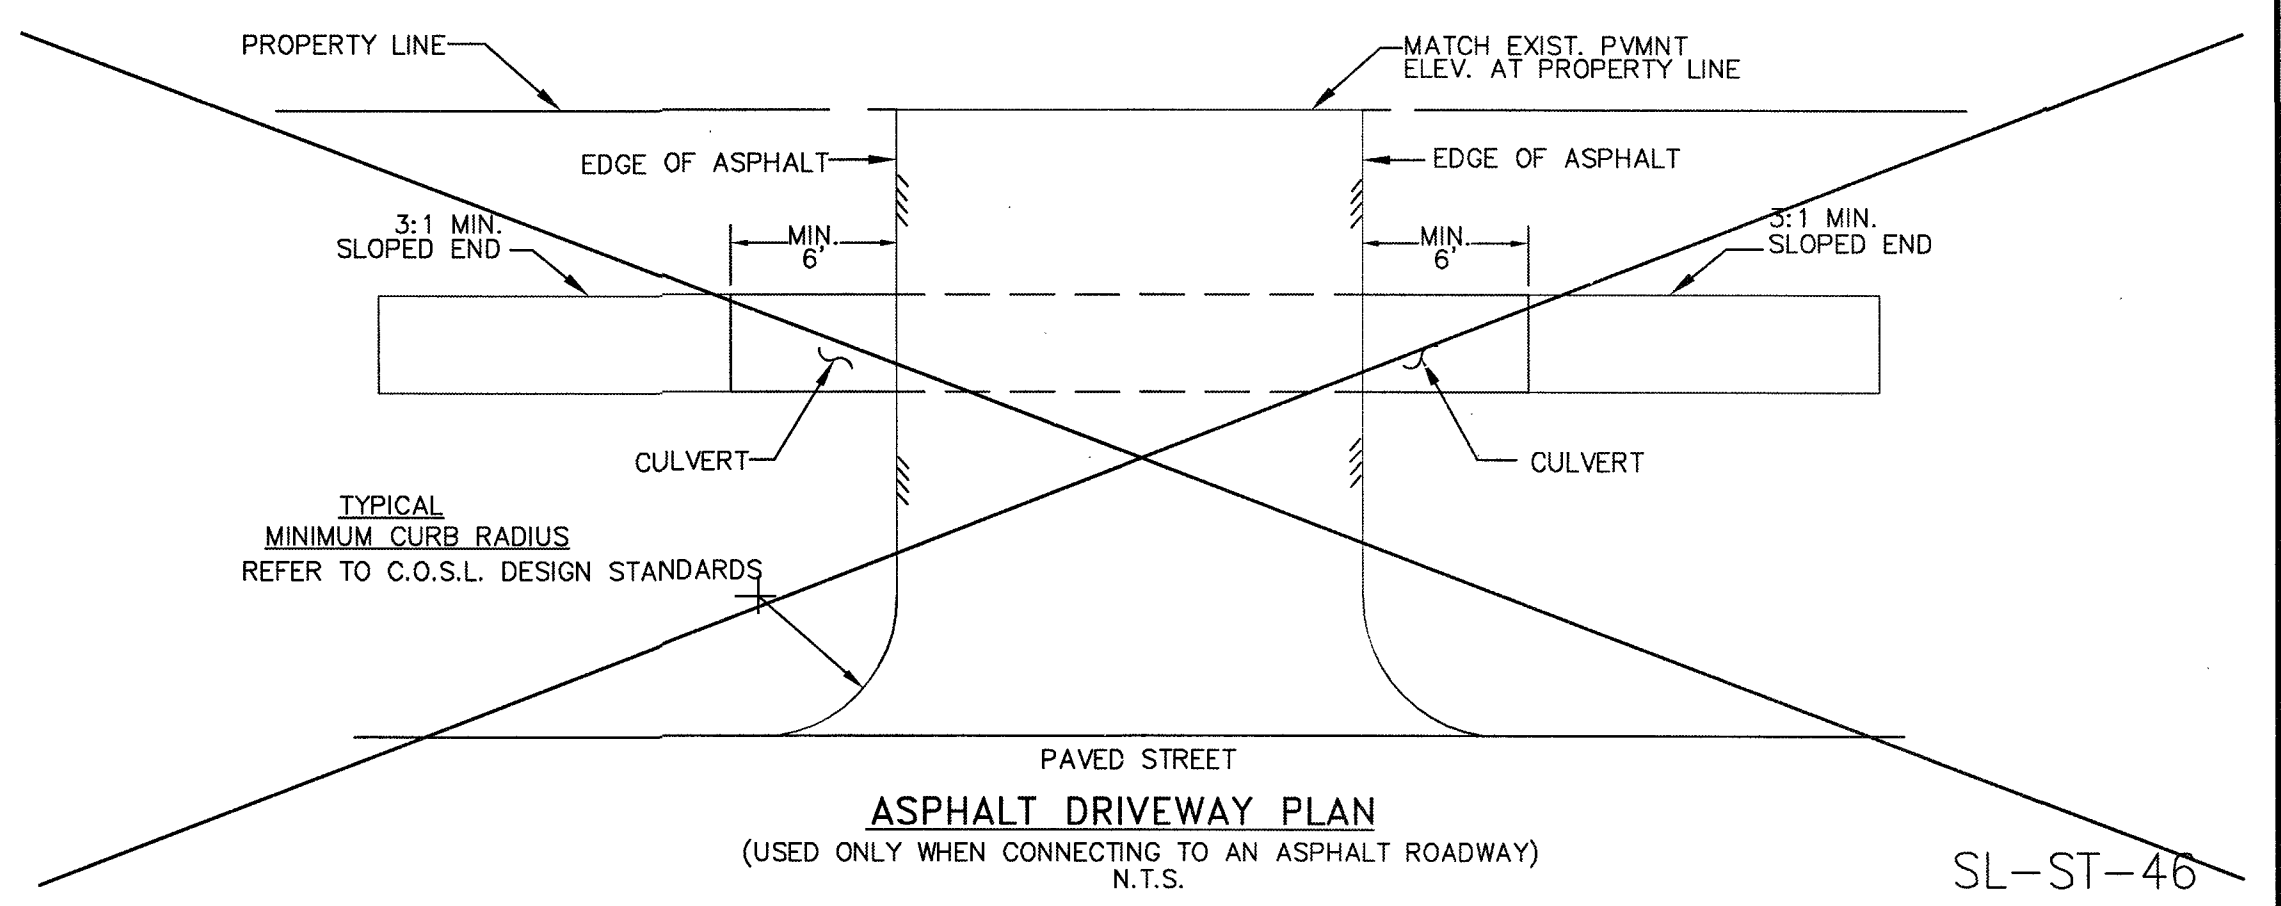 PROPERTY LINE
MATCH EXIST. PVMNT
ELEV. AT PROPERTY LINE
EDGE OF ASPHALT
EDGE OF ASPHALT
3:1 MIN.
SLOPED END
MIN.
6'
MIN.
6'
3:1 MIN.
SLOPED END
CULVERT
CULVERT
TYPICAL
MINIMUM CURB RADIUS
REFER TO C.O.S.L. DESIGN STANDARDS
PAVED STREET
ASPHALT DRIVEWAY PLAN
(USED ONLY WHEN CONNECTING TO AN ASPHALT ROADWAY)
N.T.S.
SL-ST-46